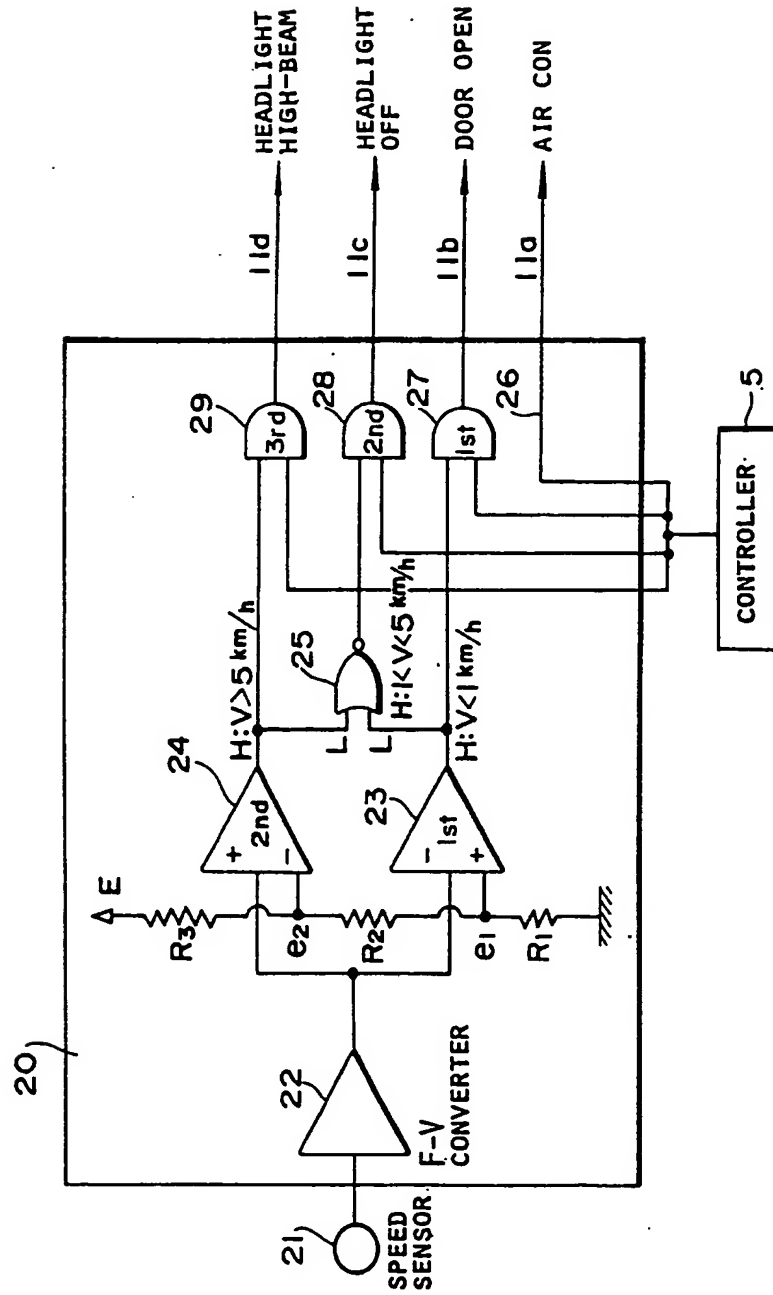 20
21
SPEED
SENSOR.
22
F-V
CONVERTER
E
R3
e2
R2
e1
R1
24
+
2nd
-
23
-
1st
+
H:V>5 km/h
L
L
25
H:1<V<5 km/h
H:V<1 km/h
29
3rd
28
2nd
27
1st
26
11d
HEADLIGHT
HIGH-BEAM
11c
HEADLIGHT
OFF
11b
DOOR OPEN
11a
AIR CON
5
CONTROLLER